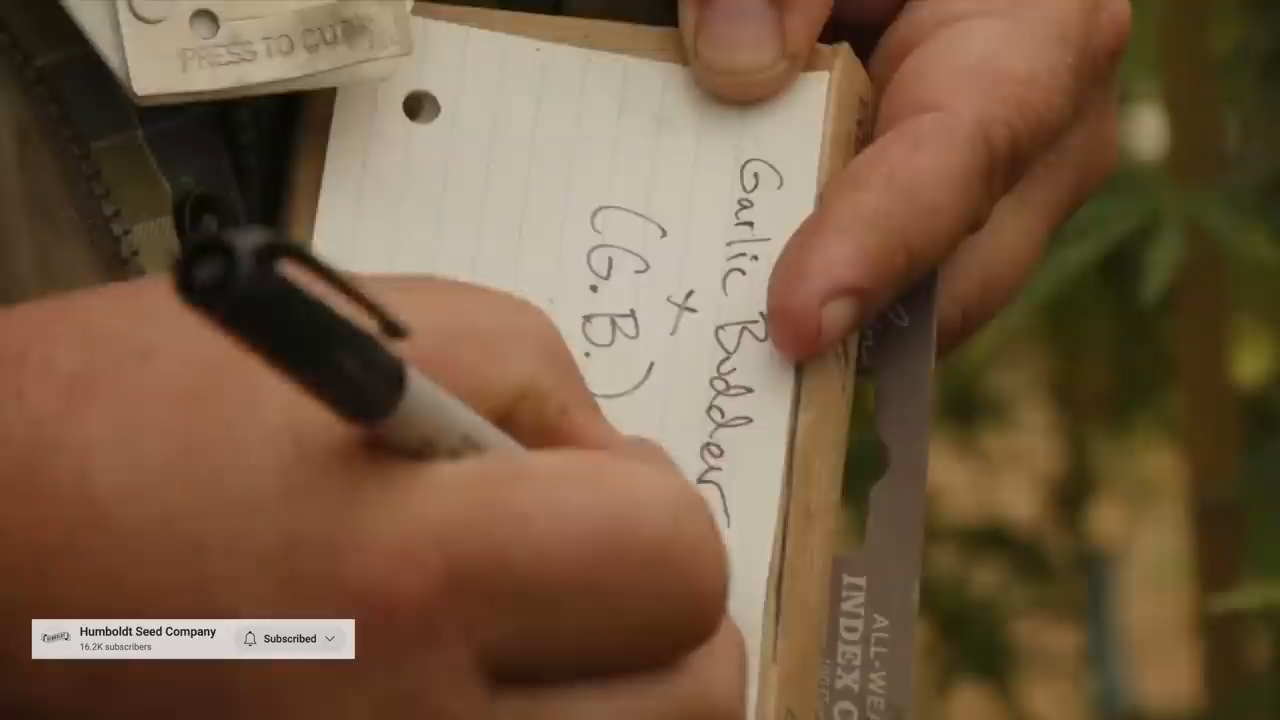 PRESS TO CUT
Garlic Budder
x
(G.B.)
ALL-WEA
INDEX C
Humboldt Seed Company
16.2K subscribers
Subscribed